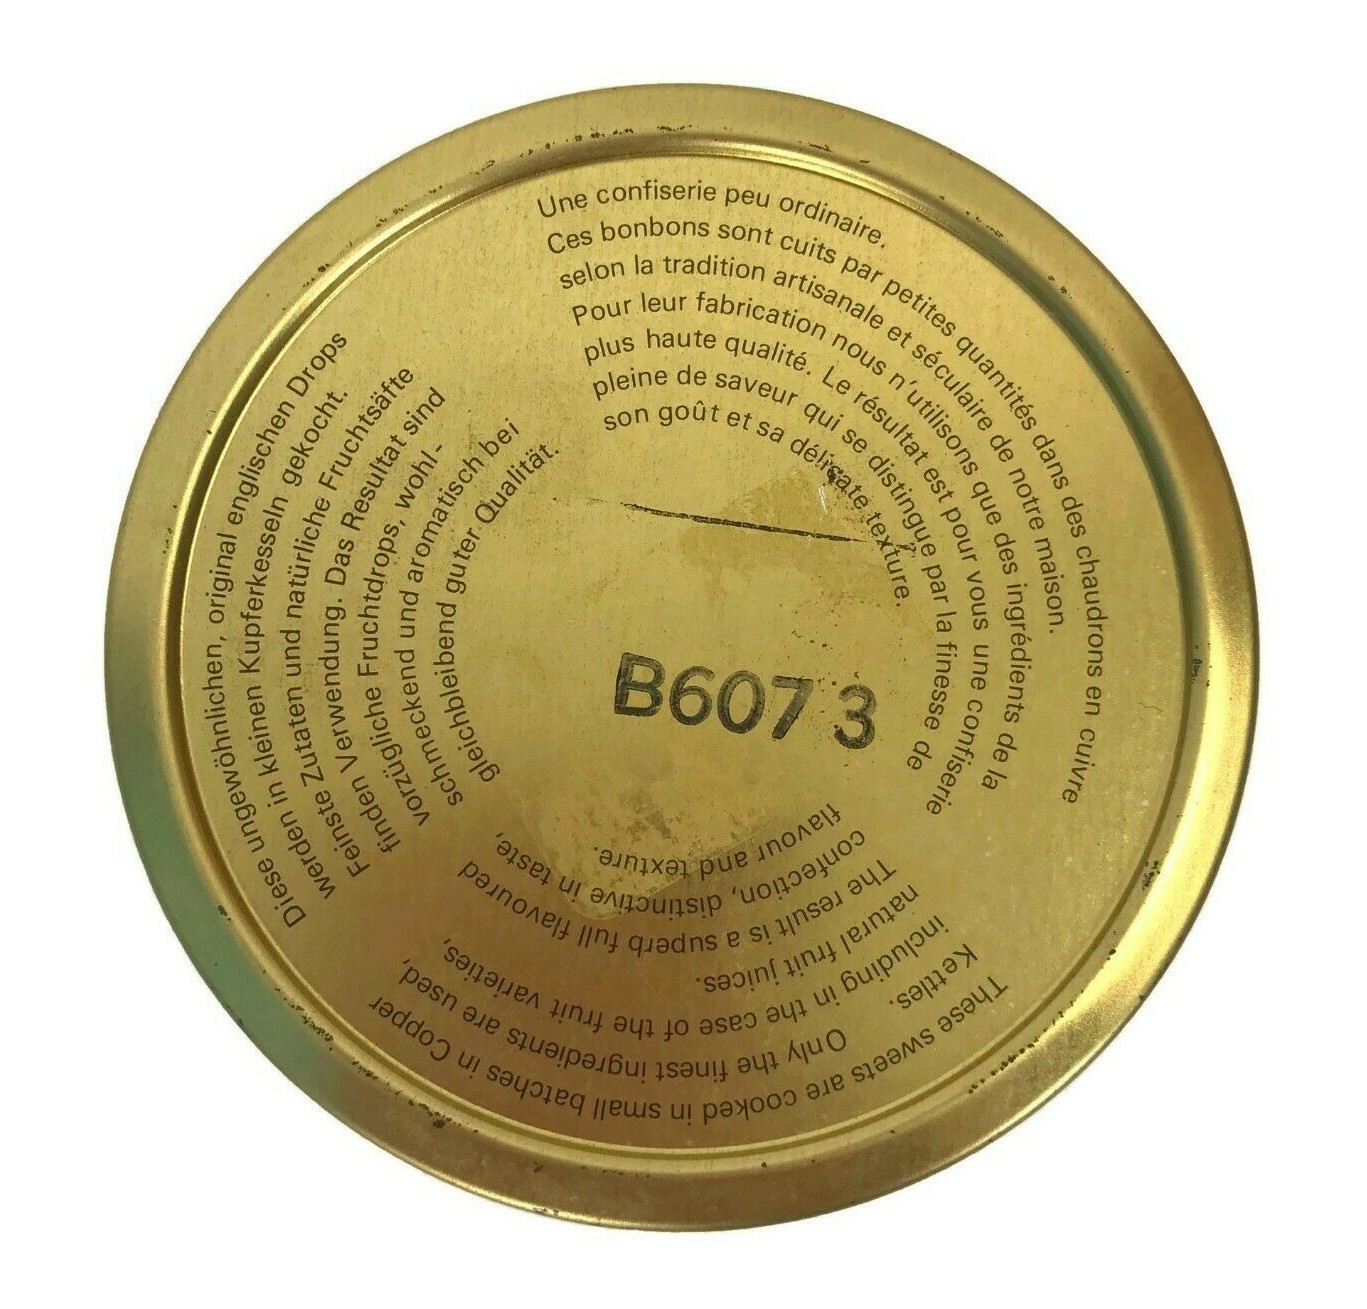 Une confiserie peu ordinaire.
Ces bonbons sont cuits par petites quantités dans des chaudrons en cuivre
selon la tradition artisanale et séculaire de notre maison.
Pour leur fabrication nous n'utilisons que des ingrédients de la
plus haute qualité. Le résultat est pour vous une confiserie
pleine de saveur qui se distingue par la finesse de
son goût et sa délicate texture.
These sweets are cooked in small batches in Copper
Kettles. Only the finest ingredients are used,
including in the case of the fruit varieties,
natural fruit juices.
The result is a superb full flavoured
confection, distinctive in taste,
flavour and texture.
Diese ungewöhnlichen, original englischen Drops
werden in kleinen Kupferkesseln gekocht.
Feinste Zutaten und natürliche Fruchtsäfte
finden Verwendung. Das Resultat sind
vorzügliche Fruchtdrops, wohl-
schmeckend und aromatisch bei
gleichbleibend guter Qualität.
B607 3